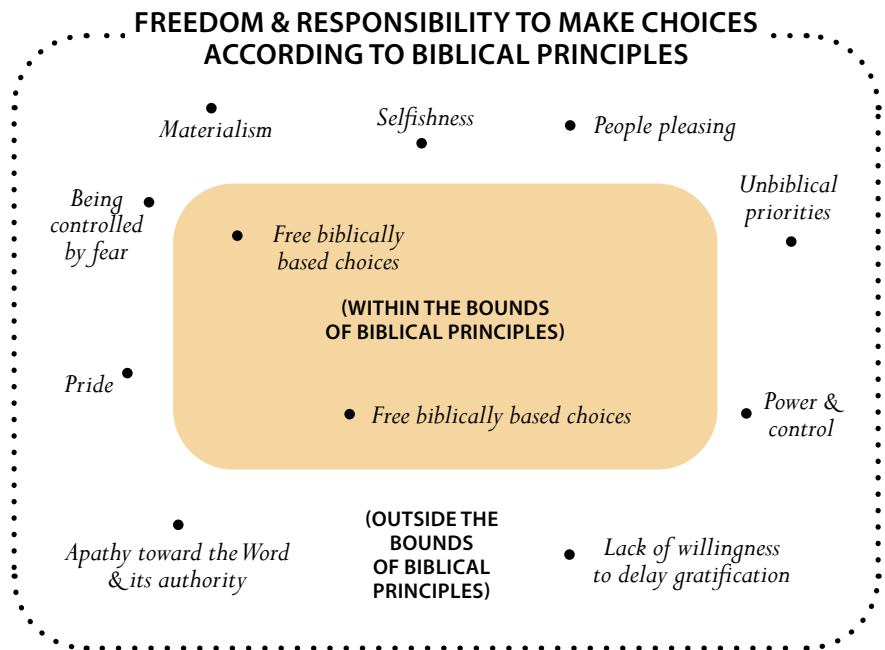 FREEDOM & RESPONSIBILITY TO MAKE CHOICES
ACCORDING TO BIBLICAL PRINCIPLES
Materialism
Selfishness
People pleasing
Being
controlled
by fear
Unbiblical
priorities
Free biblically
based choices
(WITHIN THE BOUNDS
OF BIBLICAL PRINCIPLES)
Pride
Free biblically based choices
Power &
control
Apathy toward the Word
& its authority
(OUTSIDE THE
BOUNDS
OF BIBLICAL
PRINCIPLES)
Lack of willingness
to delay gratification